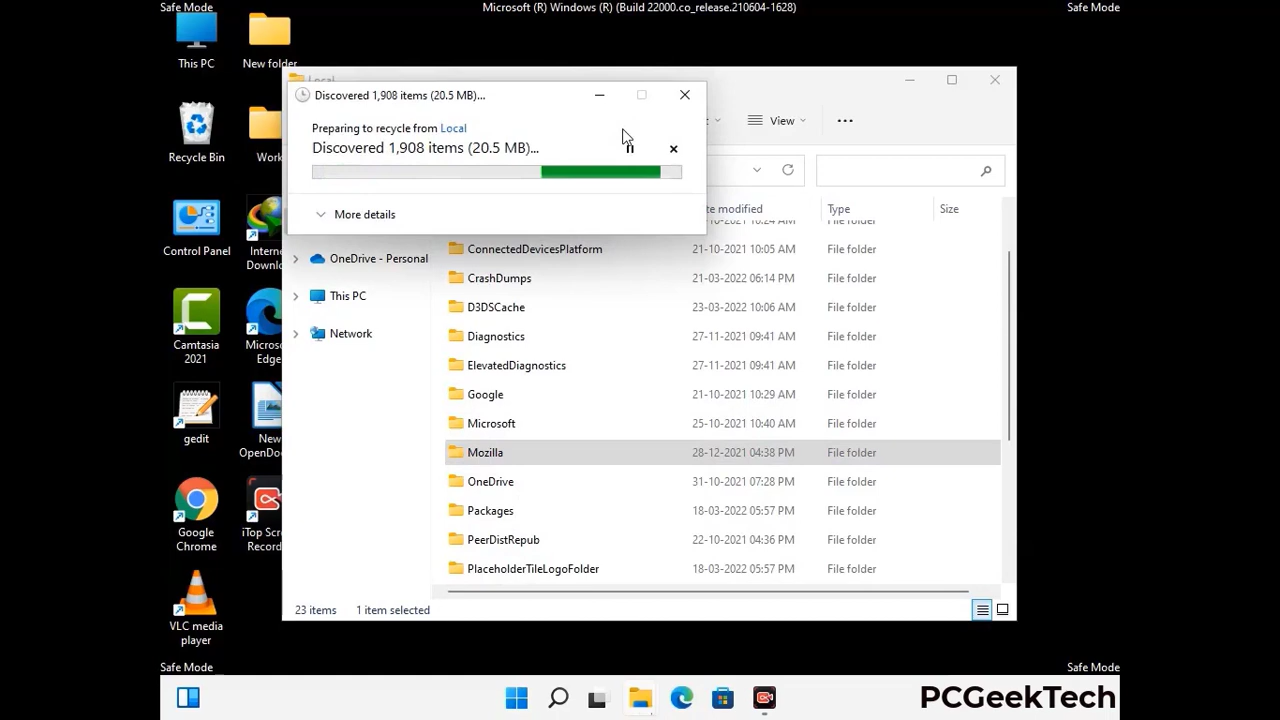 Safe Mode
Microsoft (R) Windows (R) (Build 22000.co_release.210604-1628)
Safe Mode
This PC
New folder
Recycle Bin
Work
Control Panel
Internet
Downlo
Camtasia
2021
Micros
Edge
gedit
New
OpenDoc
Google
Chrome
iTop Scr
Record
VLC media
player
Local
Discovered 1,908 items (20.5 MB)...
Preparing to recycle from Local
Discovered 1,908 items (20.5 MB)...
More details
View
OneDrive - Personal
This PC
Network
te modified
Type
Size
File folder
ConnectedDevicesPlatform 21-10-2021 10:05 AM File folder
CrashDumps 21-03-2022 06:14 PM File folder
D3DSCache 23-03-2022 10:06 AM File folder
Diagnostics 27-11-2021 09:41 AM File folder
ElevatedDiagnostics 27-11-2021 09:41 AM File folder
Google 21-10-2021 10:29 AM File folder
Microsoft 25-10-2021 10:40 AM File folder
Mozilla 28-12-2021 04:38 PM File folder
OneDrive 31-10-2021 07:28 PM File folder
Packages 18-03-2022 05:57 PM File folder
PeerDistRepub 22-10-2021 04:36 PM File folder
PlaceholderTileLogoFolder 18-03-2022 05:57 PM File folder
23 items 1 item selected
Safe Mode
Safe Mode
PCGeekTech